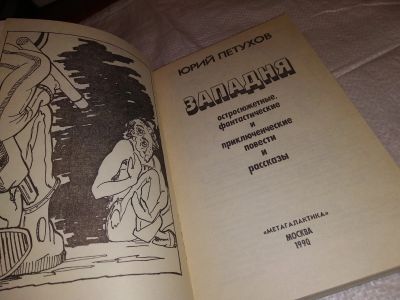 ЮРИЙ ПЕТУХОВ
ЗАПАДНЯ
остросюжетные,
фантастические
и
приключенческие
повести
и
рассказы
«МЕТАГАЛАКТИКА»
МОСКВА
1990